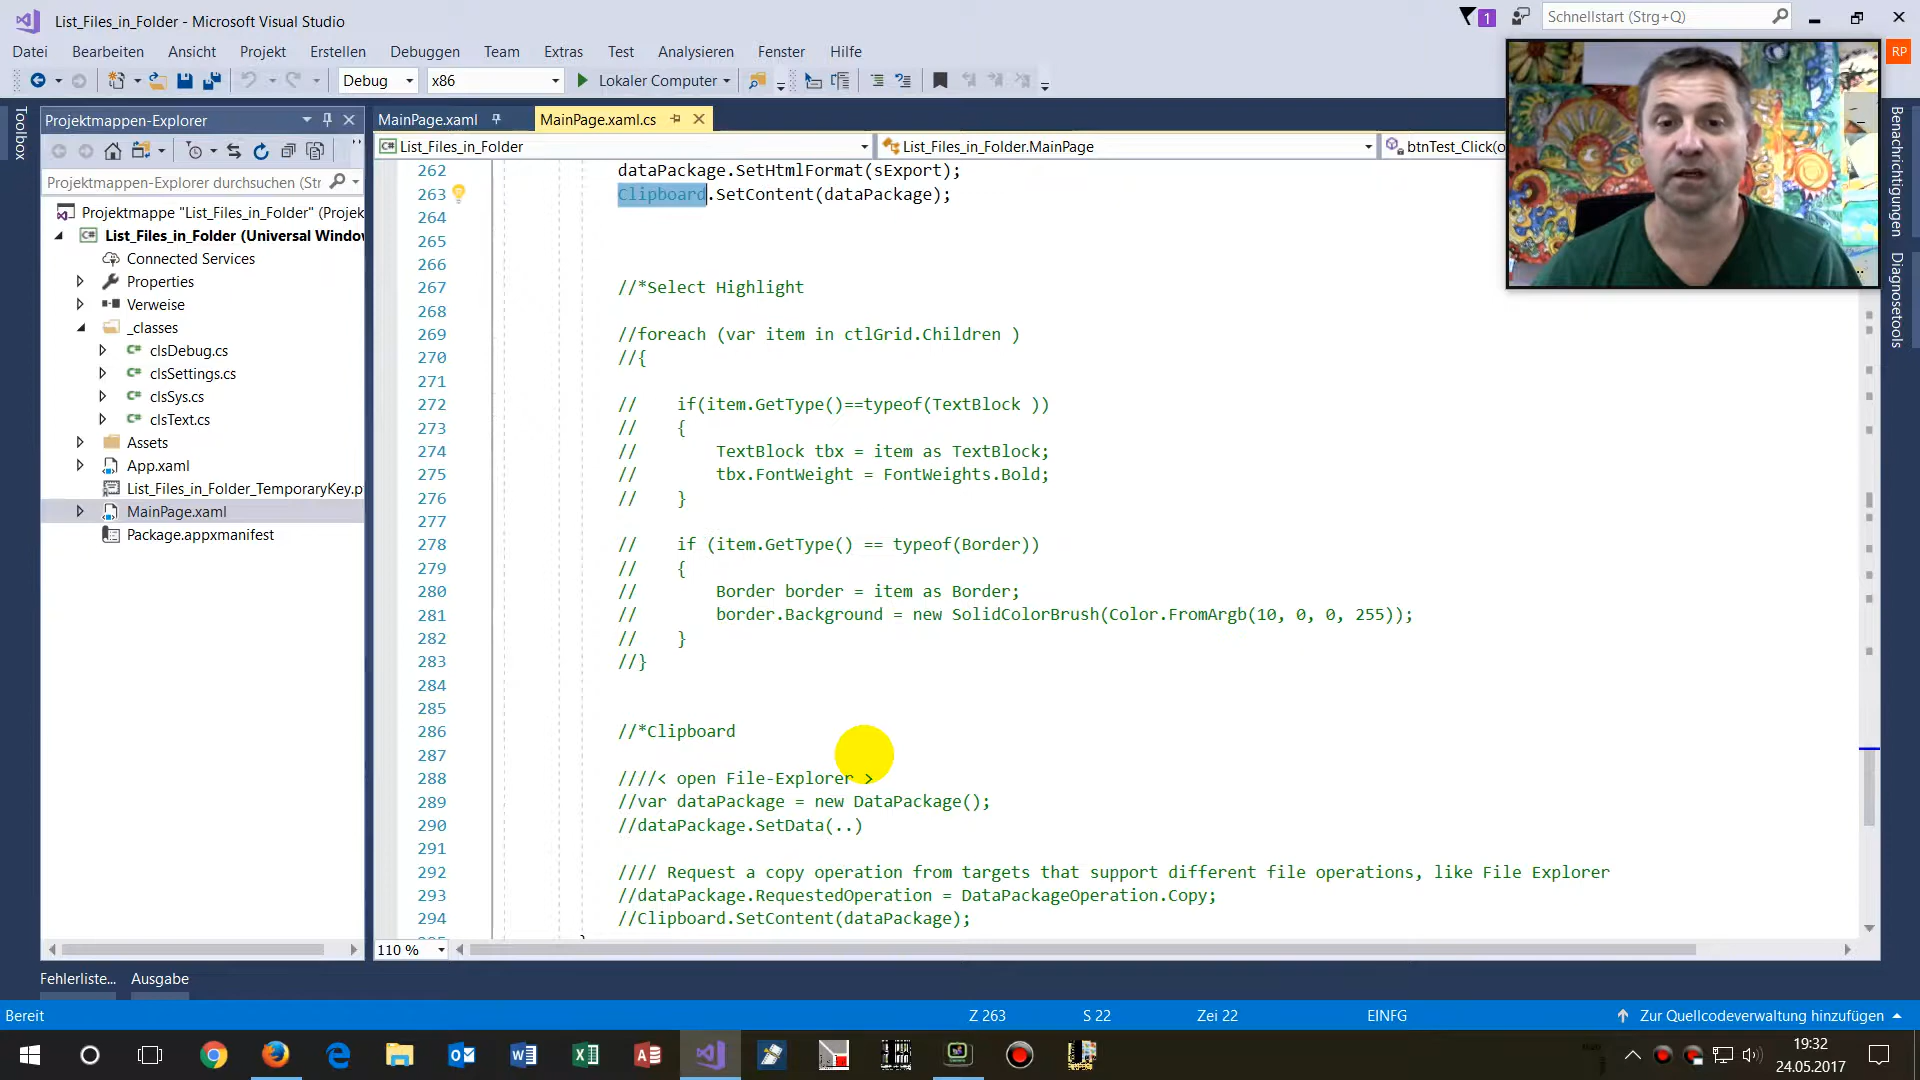 List_Files_in_Folder - Microsoft Visual Studio
1
Schnellstart (Strg+Q)
Datei Bearbeiten Ansicht Projekt Erstellen Debuggen Team Extras Test Analysieren Fenster Hilfe
RP
Debug x86 Lokaler Computer
Toolbox
Projektmappen-Explorer
Projektmappen-Explorer durchsuchen (Str
Projektmappe "List_Files_in_Folder" (Projek
List_Files_in_Folder (Universal Window
Connected Services
Properties
Verweise
_classes
clsDebug.cs
clsSettings.cs
clsSys.cs
clsText.cs
Assets
App.xaml
List_Files_in_Folder_TemporaryKey.p
MainPage.xaml
Package.appxmanifest
MainPage.xaml MainPage.xaml.cs
List_Files_in_Folder List_Files_in_Folder.MainPage btnTest_Click(o
262 dataPackage.SetHtmlFormat(sExport);
263 Clipboard.SetContent(dataPackage);
264
265
266
267 //*Select Highlight
268
269 //foreach (var item in ctlGrid.Children )
270 //{
271
272 //    if(item.GetType()==typeof(TextBlock ))
273 //    {
274 //        TextBlock tbx = item as TextBlock;
275 //        tbx.FontWeight = FontWeights.Bold;
276 //    }
277
278 //    if (item.GetType() == typeof(Border))
279 //    {
280 //        Border border = item as Border;
281 //        border.Background = new SolidColorBrush(Color.FromArgb(10, 0, 0, 255));
282 //    }
283 //}
284
285
286 //*Clipboard
287
288 ////< open File-Explorer >
289 //var dataPackage = new DataPackage();
290 //dataPackage.SetData(..)
291
292 //// Request a copy operation from targets that support different file operations, like File Explorer
293 //dataPackage.RequestedOperation = DataPackageOperation.Copy;
294 //Clipboard.SetContent(dataPackage);
110 %
Benachrichtigungen
Diagnosetools
Fehlerliste... Ausgabe
Bereit Z 263 S 22 Zei 22 EINFG Zur Quellcodeverwaltung hinzufügen
19:32
24.05.2017